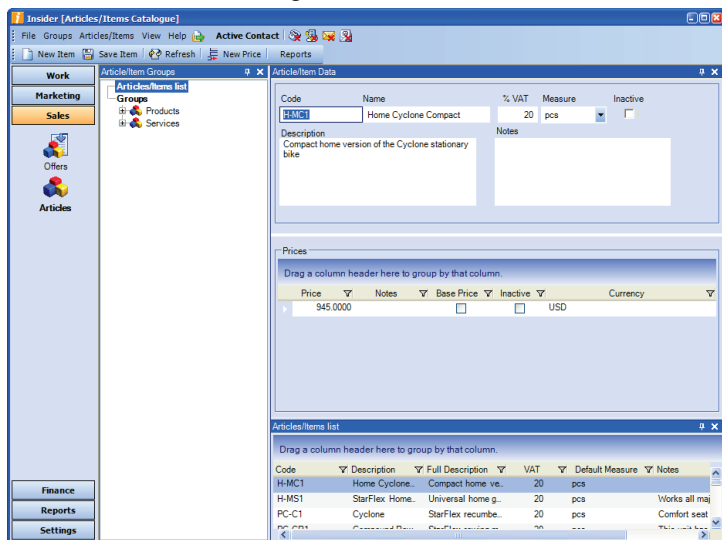 Insider [Articles/Items Catalogue]
File Groups Articles/Items View Help Active Contact
New Item Save Item Refresh New Price Reports
Work
Marketing
Sales
Offers
Articles
Finance
Reports
Settings
Article/Item Groups
Articles/Items list
Groups
Products
Services
Article/Item Data
Code Name % VAT Measure Inactive
H-MC1 Home Cyclone Compact 20 pcs
Description Notes
Compact home version of the Cyclone stationary
bike
Prices
Drag a column header here to group by that column.
Price Notes Base Price Inactive Currency
945.0000 USD
Articles/Items list
Drag a column header here to group by that column.
Code Description Full Description VAT Default Measure Notes
H-MC1 Home Cyclone... Compact home ve... 20 pcs
H-MS1 StarFlex Home... Universal home g... 20 pcs Works all maj
PC-C1 Cyclone StarFlex recumbe... 20 pcs Comfort seat